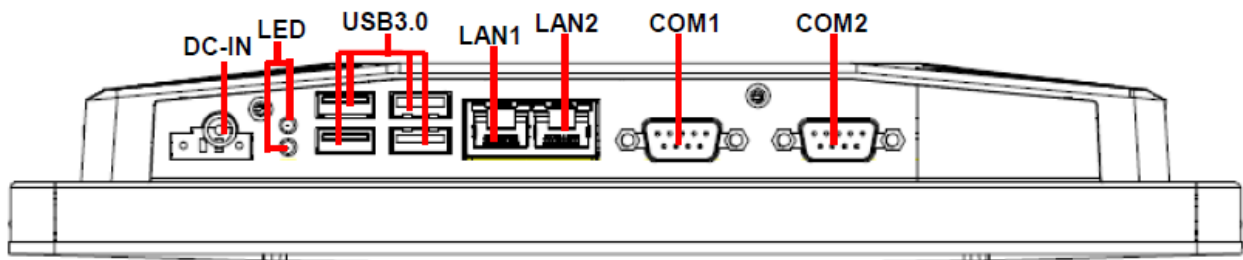 DC-IN
LED
USB3.0
LAN1
LAN2
COM1
COM2